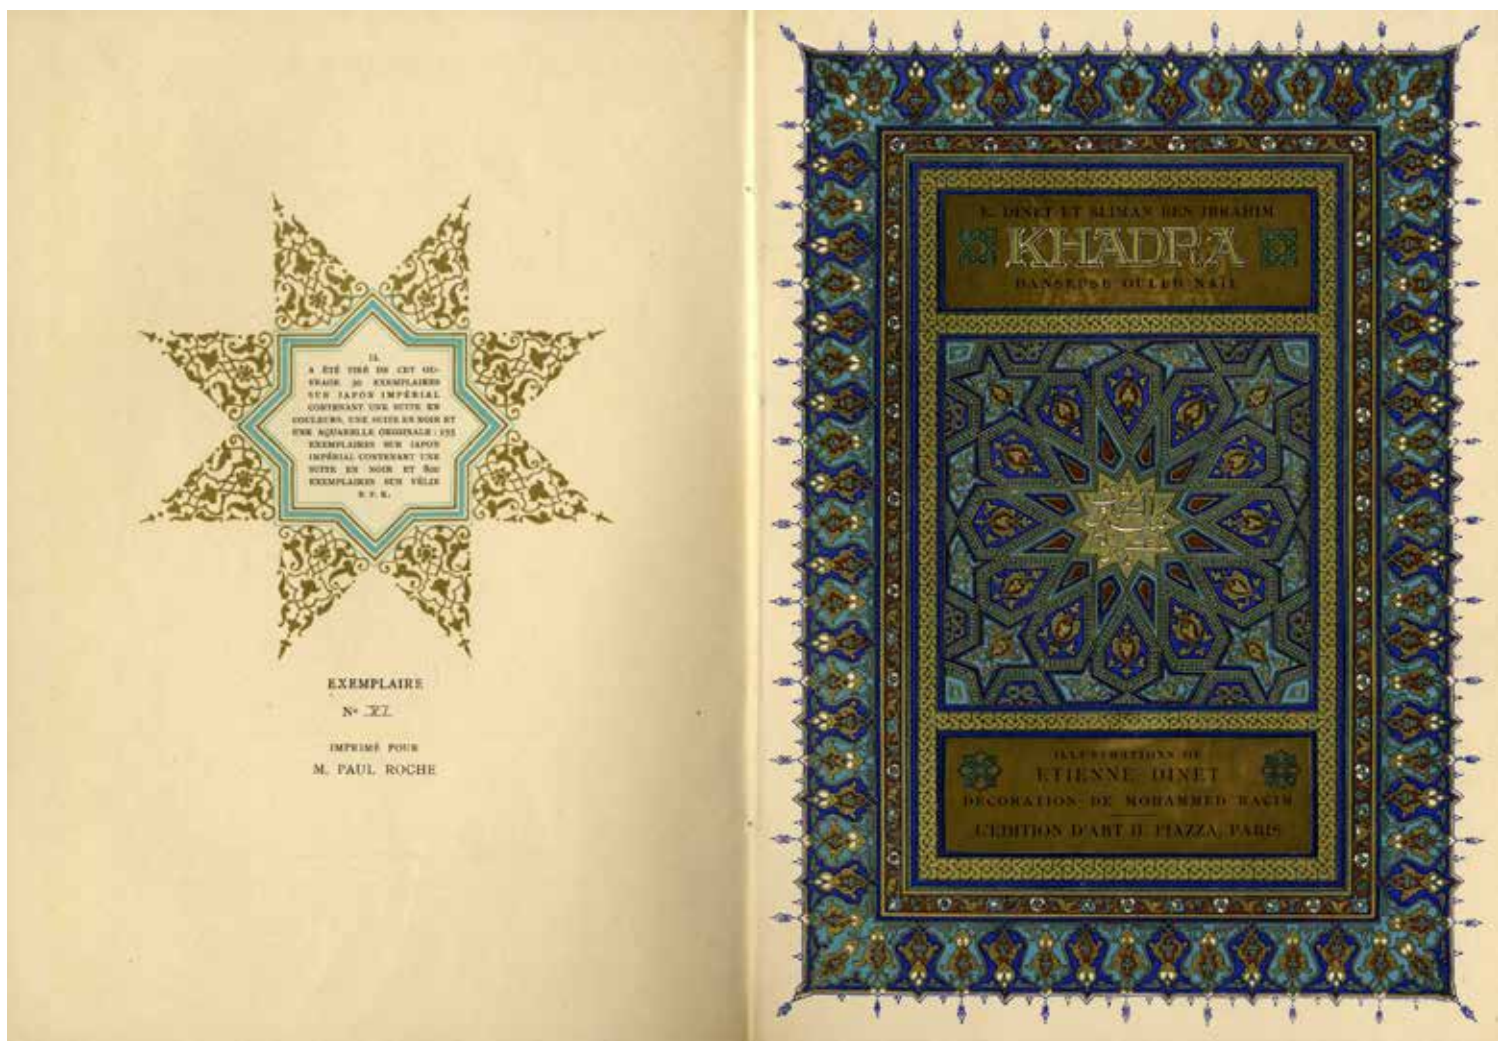 IL
A ÉTÉ TIRÉ DE CET OU-
VRAGE 30 EXEMPLAIRES
SUR JAPON IMPÉRIAL
CONTENANT UNE SUITE EN
COULEURS, UNE SUITE EN NOIR ET
UNE AQUARELLE ORIGINALE : 175
EXEMPLAIRES SUR JAPON
IMPÉRIAL CONTENANT UNE
SUITE EN NOIR ET 800
EXEMPLAIRES SUR VÉLIN
B. F. K.
EXEMPLAIRE
N° XI
IMPRIMÉ POUR
M. PAUL ROCHE
E. DINET ET SLIMAN BEN IBRAHIM
KHADRA
DANSEUSE OULED NAÏL
ILLUSTRATIONS DE
ETIENNE DINET
DÉCORATION DE MOHAMMED RACIM
L'EDITION D'ART H. PIAZZA, PARIS